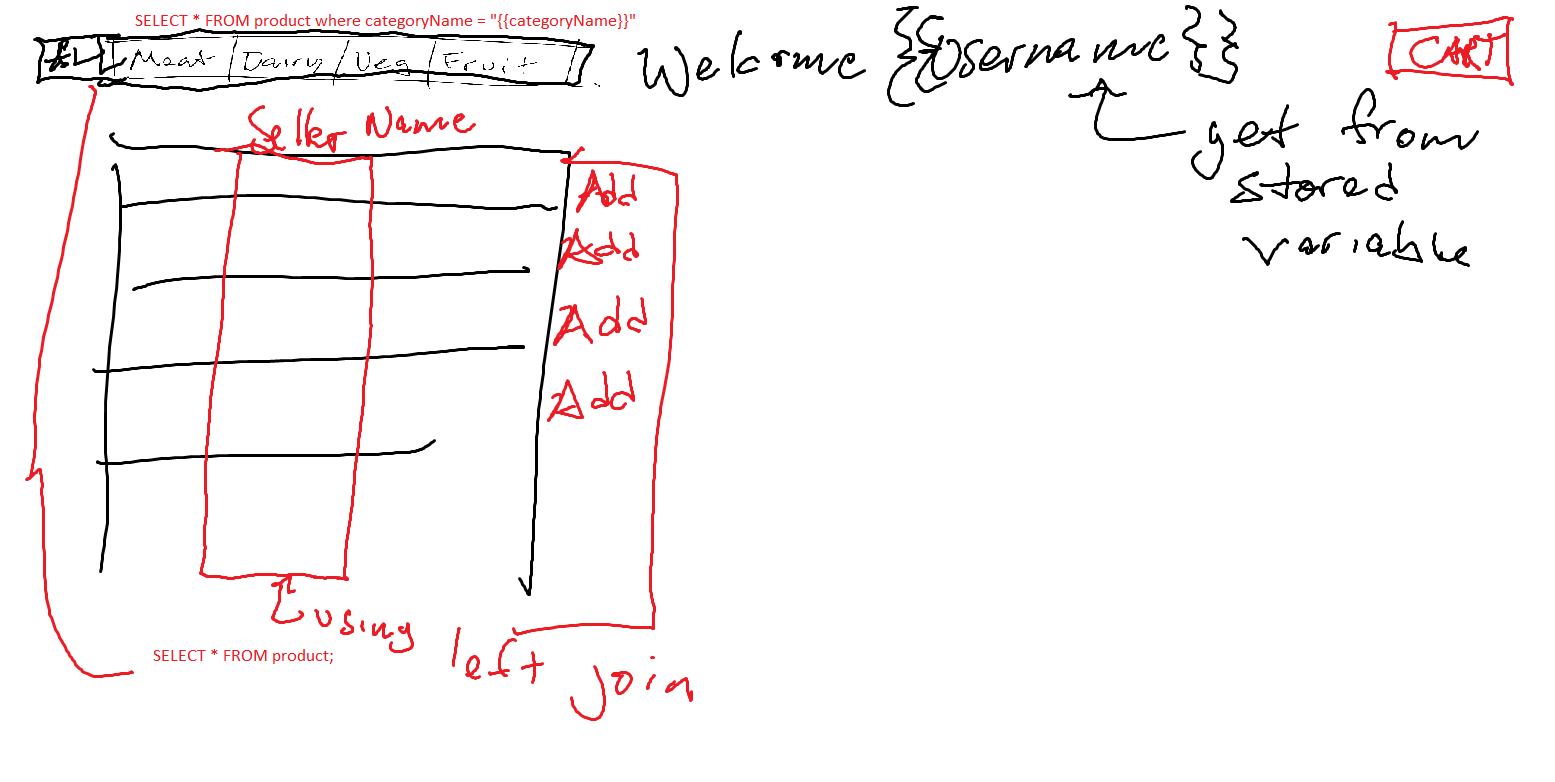 SELECT * FROM product where categoryName = "{{categoryName}}"
ALL Meat Dairy Veg Fruit
Welcome {{Username}}
CART
get from
stored
variable
Seller Name
Add
Add
Add
Add
using left join
SELECT * FROM product;